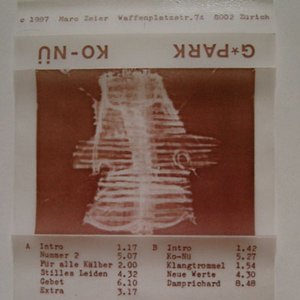 c 1987 Marc Zeier Waffenplatzstr.74 8002 Zürich
G*PARK KO-NÜ
A Intro 1.17
Nummer 2 5.07
Für alle Kälber 2.00
Stilles Leiden 4.32
Gebet 6.10
Extra 3.17
B Intro 1.42
Ko-Nü 5.27
Klangtrommel 1.54
Neue Werte 4.30
Damprichard 8.48